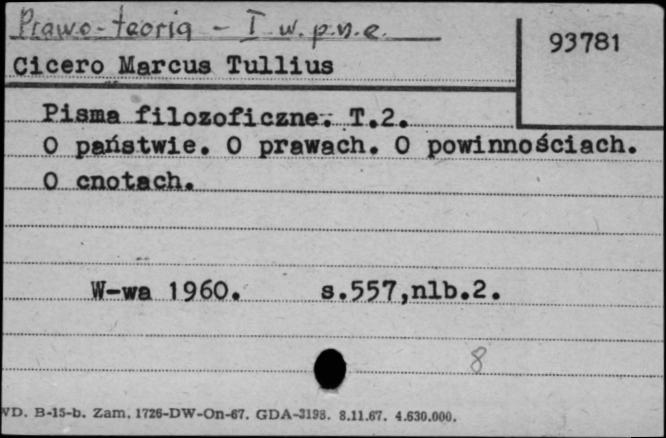 Prawo-teoria - I w. p.n.e.
93781
Cicero Marcus Tullius
Pisma filozoficzne. T.2.
O państwie. O prawach. O powinnościach.
O cnotach.
W-wa 1960. s.557,nlb.2.
8
WD. B-15-b. Zam. 1726-DW-On-67. GDA-3198. 8.11.67. 4.630.000.